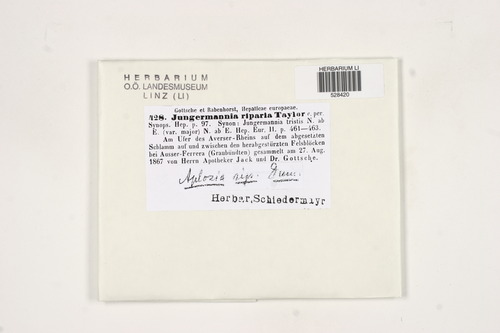 HERBARIUM
O.Ö. LANDESMUSEUM
LINZ (LI)
HERBARIUM LI
528420
Gottsche et Rabenhorst, Hepaticae europaeae.
428. Jungermannia riparia Taylor c. per.
Synops. Hep. p. 97. Synon: Jungermannia tristis N. ab
E. (var. major) N. ab E. Hep. Eur. II. p. 461—463.
Am Ufer des Averser-Rheins auf dem abgesetzten
Schlamm auf und zwischen den herabgestürzten Felsblöcken
bei Ausser-Ferrera (Graubündten) gesammelt am 27. Aug.
1867 von Herrn Apotheker Jack und Dr. Gottsche.
Aplozia rip. Dum.
Herbar, Schiedermayr